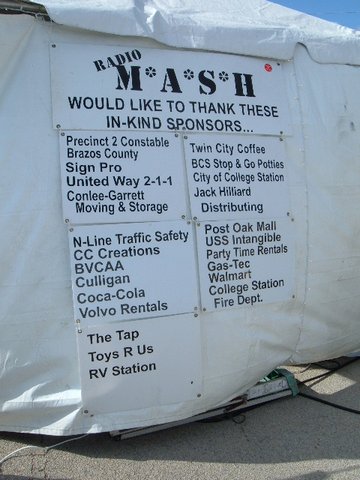 RADIO
M*A*S*H
WOULD LIKE TO THANK THESE
IN-KIND SPONSORS...
Precinct 2 Constable
Brazos County
Sign Pro
United Way 2-1-1
Conlee-Garrett
Moving & Storage
Twin City Coffee
BCS Stop & Go Potties
City of College Station
Jack Hilliard
Distributing
N-Line Traffic Safety
CC Creations
BVCAA
Culligan
Coca-Cola
Volvo Rentals
Post Oak Mall
USS Intangible
Party Time Rentals
Gas-Tec
Walmart
College Station
Fire Dept.
The Tap
Toys R Us
RV Station